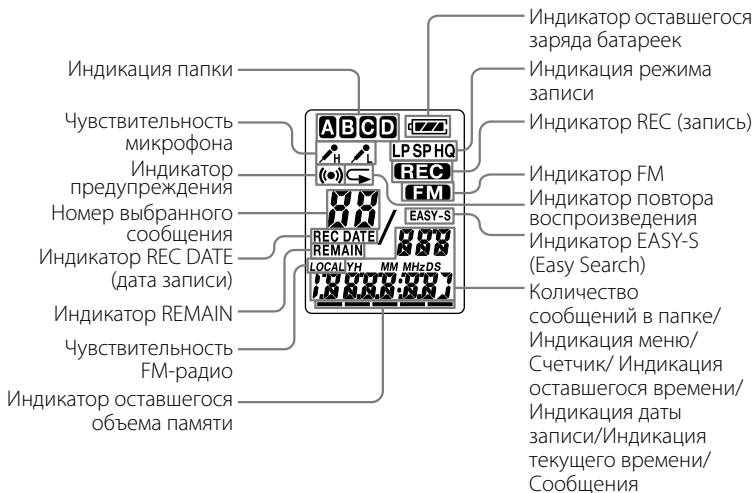 Индикация папки
Чувствительность
микрофона
Индикатор
предупреждения
Номер выбранного
сообщения
Индикатор REC DATE
(дата записи)
Индикатор REMAIN
Чувствительность
FM-радио
Индикатор оставшегося
объема памяти
A B C D
H L
LP SP HQ
REC
FM
88
EASY-S
REC DATE
REMAIN
888
LOCAL YH MM MHz DS
Индикатор оставшегося
заряда батареек
Индикация режима
записи
Индикатор REC (запись)
Индикатор FM
Индикатор повтора
воспроизведения
Индикатор EASY-S
(Easy Search)
Количество
сообщений в папке/
Индикация меню/
Счетчик/ Индикация
оставшегося времени/
Индикация даты
записи/Индикация
текущего времени/
Сообщения